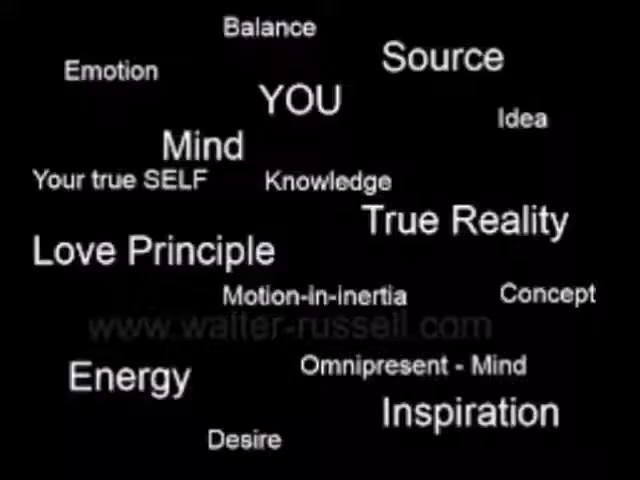 Balance
Source
Emotion
YOU
Idea
Mind
Your true SELF
Knowledge
True Reality
Love Principle
Motion-in-inertia
Concept
www.walter-russell.com
Omnipresent - Mind
Energy
Inspiration
Desire